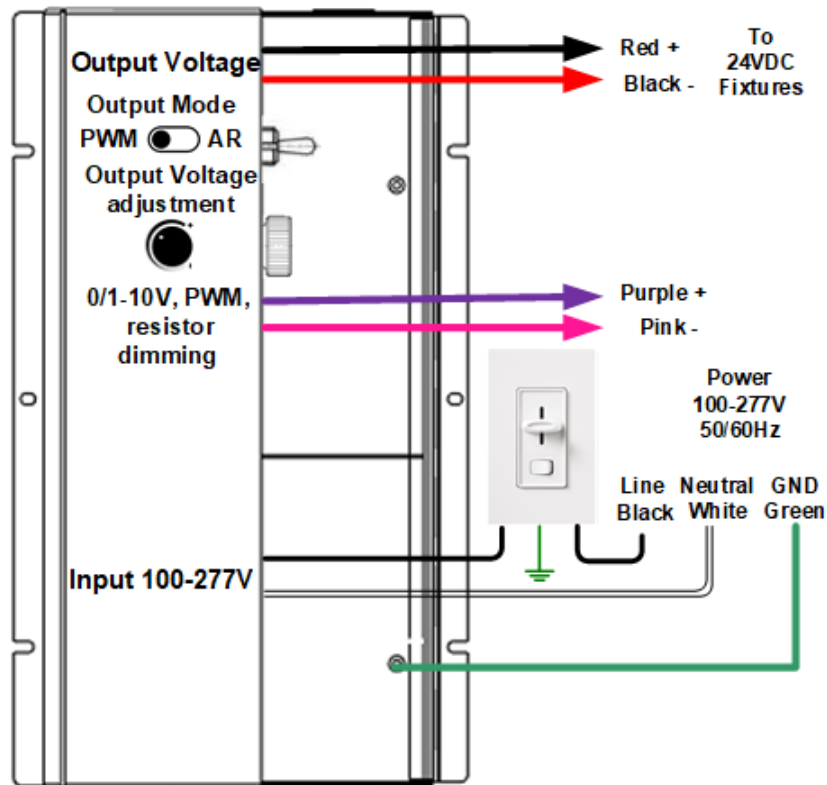 Output Voltage
Output Mode
PWM AR
Output Voltage
adjustment
0/1-10V, PWM,
resistor
dimming
Input 100-277V
Red +
Black -
To
24VDC
Fixtures
Purple +
Pink -
Power
100-277V
50/60Hz
Line Neutral GND
Black White Green